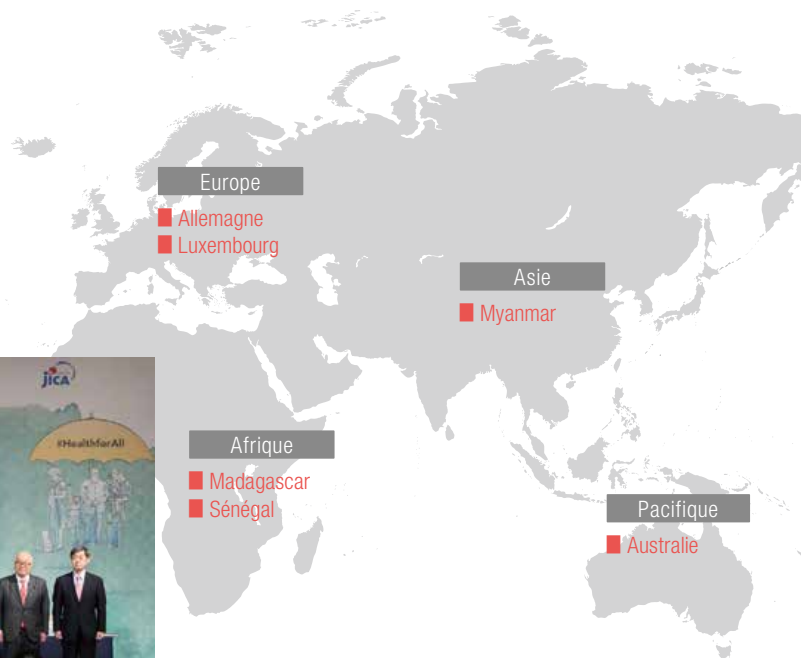 Europe
Allemagne
Luxembourg
Asie
Myanmar
jICA
#HealthforAll
Afrique
Madagascar
Sénégal
Pacifique
Australie